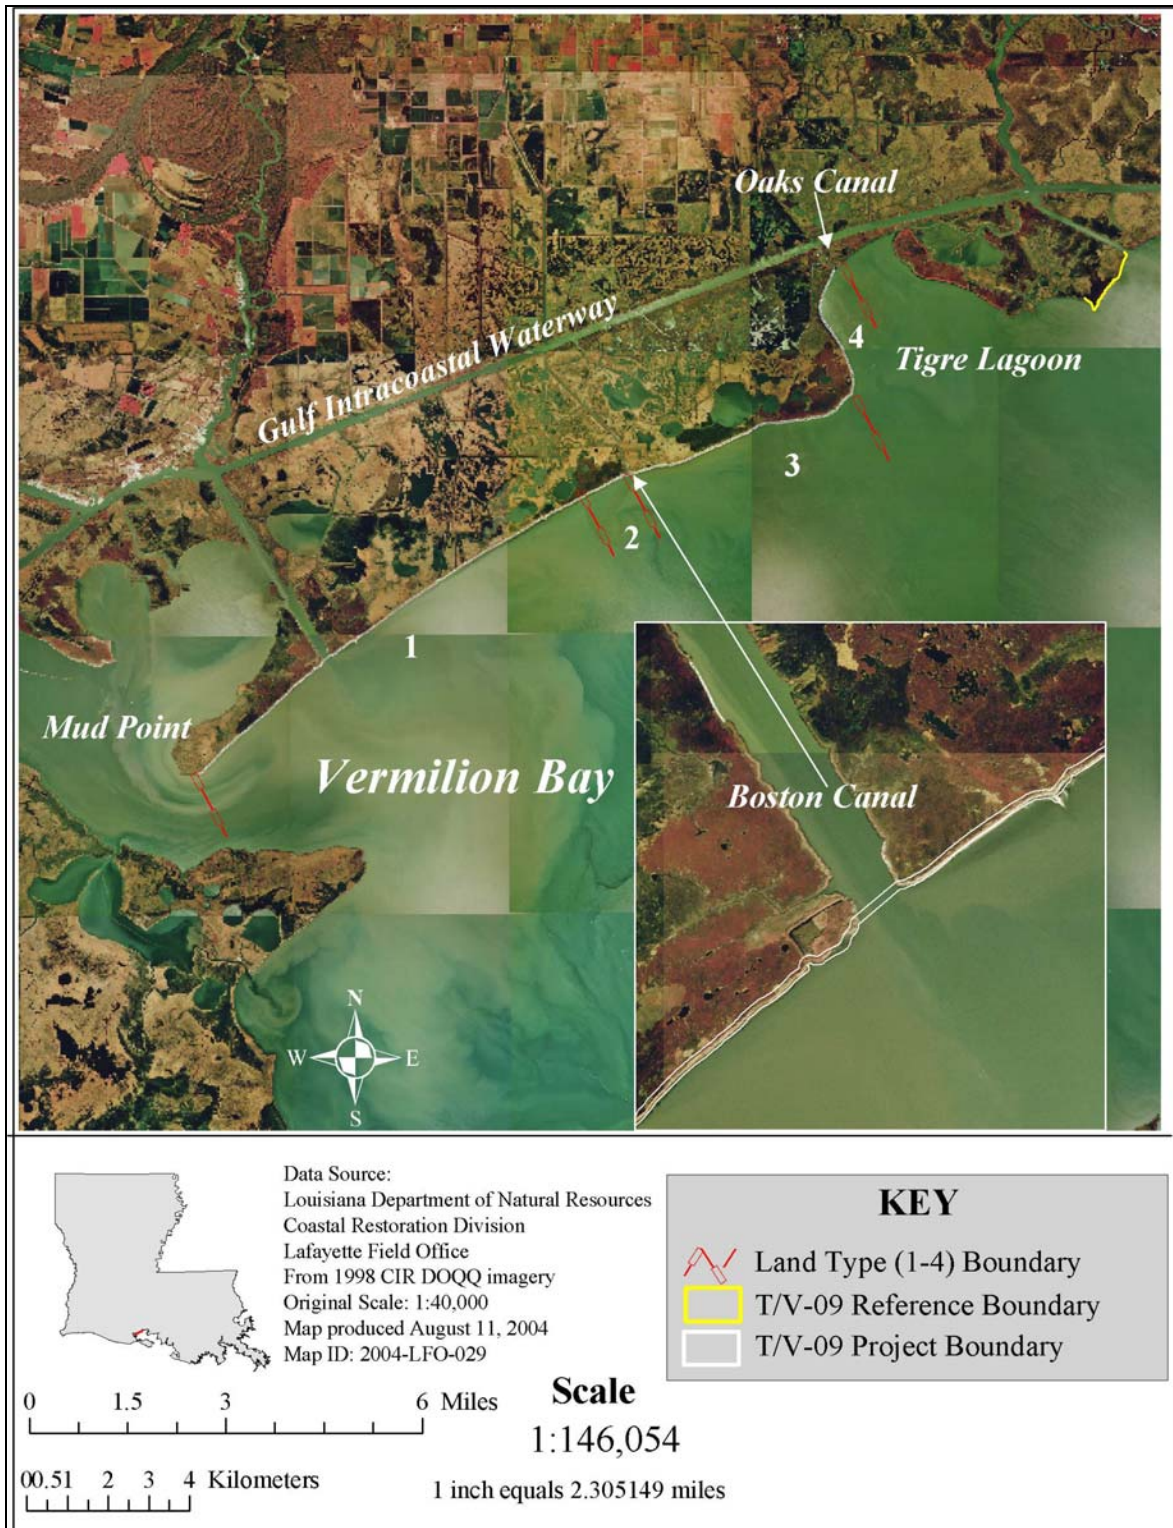 Oaks Canal
Gulf Intracoastal Waterway
4
Tigre Lagoon
3
2
1
Mud Point
Vermilion Bay
Boston Canal
N
W E
S
Data Source:
Louisiana Department of Natural Resources
Coastal Restoration Division
Lafayette Field Office
From 1998 CIR DOQQ imagery
Original Scale: 1:40,000
Map produced August 11, 2004
Map ID: 2004-LFO-029
KEY
Land Type (1-4) Boundary
T/V-09 Reference Boundary
T/V-09 Project Boundary
0 1.5 3 6 Miles
Scale
1:146,054
00.51 2 3 4 Kilometers
1 inch equals 2.305149 miles